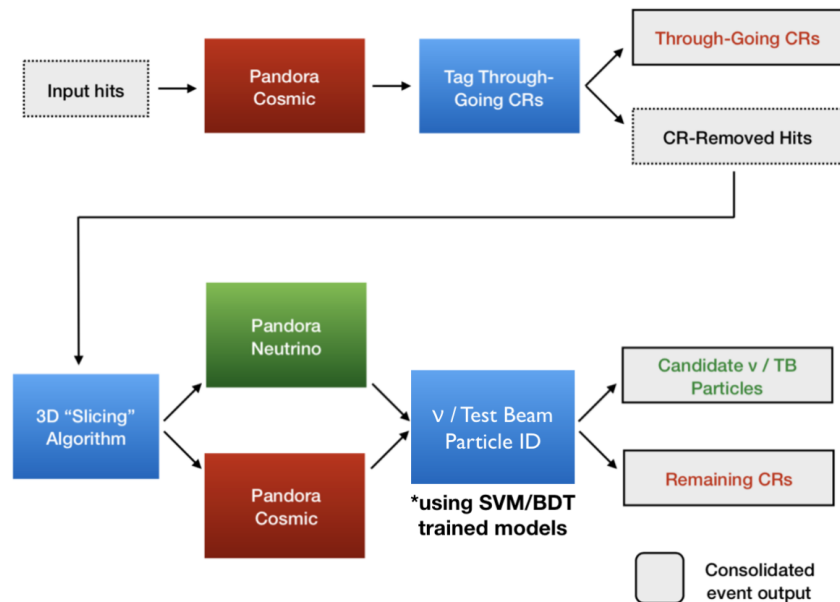 Input hits
Pandora
Cosmic
Tag Through-
Going CRs
Through-Going CRs
CR-Removed Hits
3D “Slicing”
Algorithm
Pandora
Neutrino
Pandora
Cosmic
ν / Test Beam
Particle ID
*using SVM/BDT
trained models
Candidate ν / TB
Particles
Remaining CRs
Consolidated
event output